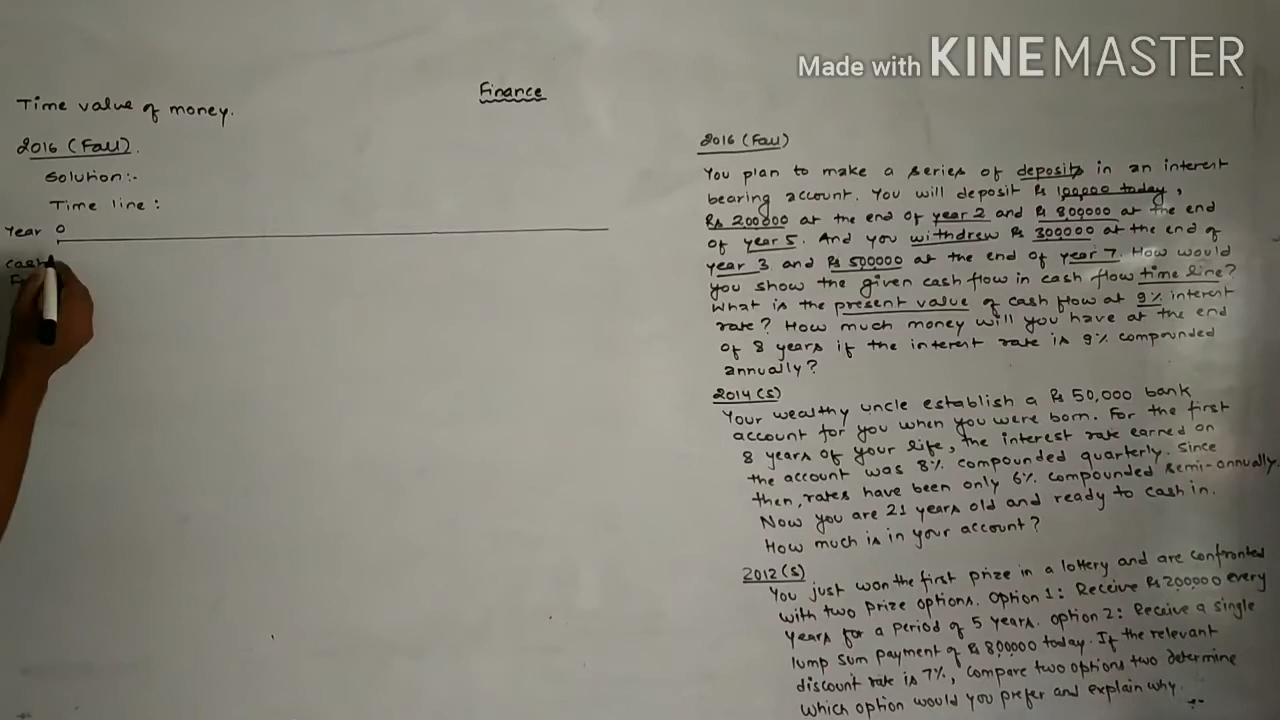 Made with KINEMASTER
Finance
Time value of money.
2016 (Fall).
Solution:-
Time line :
Year 0
cash
2016 (Fall)
You plan to make a series of deposits in an interest
bearing account. You will deposit Rs 100,000 today,
Rs 200000 at the end of year 2 and Rs 800000 at the end
of year 5. And you withdrew Rs 300000 at the end of
year 3 and Rs 500000 at the end of year 7. How would
you show the given cash flow in cash flow time line?
What is the present value of cash flow at 9% interest
rate? How much money will you have at the end
of 8 years if the interest rate is 9% compounded
annually?
2014 (S)
Your wealthy uncle establish a Rs 50,000 bank
account for you when you were born. For the first
8 years of your life, the interest rate earned on
the account was 8% compounded quarterly. Since
then, rates have been only 6% compounded semi-annually.
Now you are 21 years old and ready to cash in.
How much is in your account?
2012 (S)
You just won the first prize in a lottery and are confronted
with two prize options. Option 1: Receive Rs 200000 every
years for a period of 5 years. Option 2: Receive a single
lump sum payment of Rs 800000 today. If the relevant
discount rate is 7%, compare two options two determine
which option would you prefer and explain why.